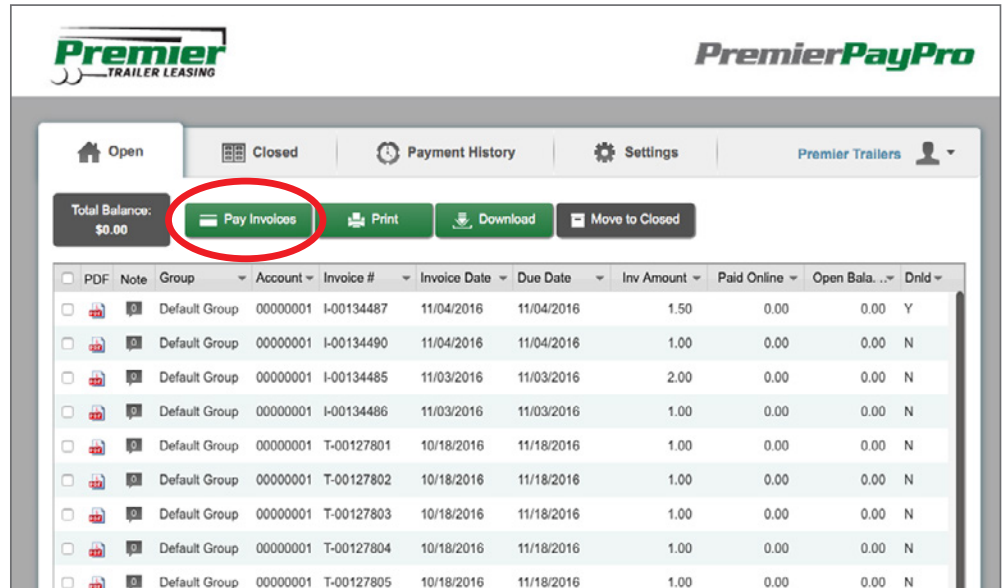 Premier
TRAILER LEASING
PremierPayPro
Open Closed Payment History Settings Premier Trailers
Total Balance:
$0.00
Pay Invoices Print Download Move to Closed
PDF Note Group Account Invoice # Invoice Date Due Date Inv Amount Paid Online Open Bala. .. Dnld
0 Default Group 00000001 I-00134487 11/04/2016 11/04/2016 1.50 0.00 0.00 Y
0 Default Group 00000001 I-00134490 11/04/2016 11/04/2016 1.00 0.00 0.00 N
0 Default Group 00000001 I-00134485 11/03/2016 11/03/2016 2.00 0.00 0.00 N
0 Default Group 00000001 I-00134486 11/03/2016 11/03/2016 1.00 0.00 0.00 N
0 Default Group 00000001 T-00127801 10/18/2016 11/18/2016 1.00 0.00 0.00 N
0 Default Group 00000001 T-00127802 10/18/2016 11/18/2016 1.00 0.00 0.00 N
0 Default Group 00000001 T-00127803 10/18/2016 11/18/2016 1.00 0.00 0.00 N
0 Default Group 00000001 T-00127804 10/18/2016 11/18/2016 1.00 0.00 0.00 N
0 Default Group 00000001 T-00127805 10/18/2016 11/18/2016 1.00 0.00 0.00 N